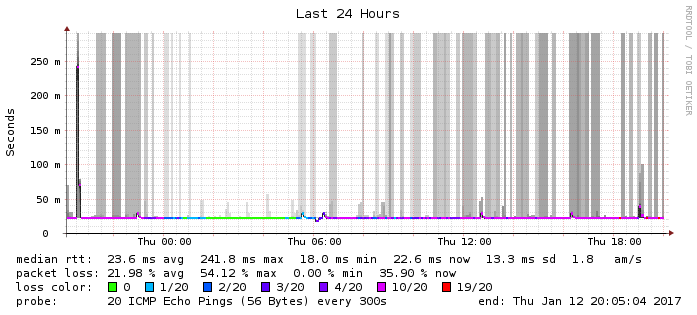 Last 24 Hours
RRDTOOL / TOBI OETIKER
Seconds
250 m
200 m
150 m
100 m
50 m
0
Thu 00:00 Thu 06:00 Thu 12:00 Thu 18:00
median rtt: 23.6 ms avg 241.8 ms max 18.0 ms min 22.6 ms now 13.3 ms sd 1.8 am/s
packet loss: 21.98 % avg 54.12 % max 0.00 % min 35.90 % now
loss color: 0 1/20 2/20 3/20 4/20 10/20 19/20
probe: 20 ICMP Echo Pings (56 Bytes) every 300s end: Thu Jan 12 20:05:04 2017